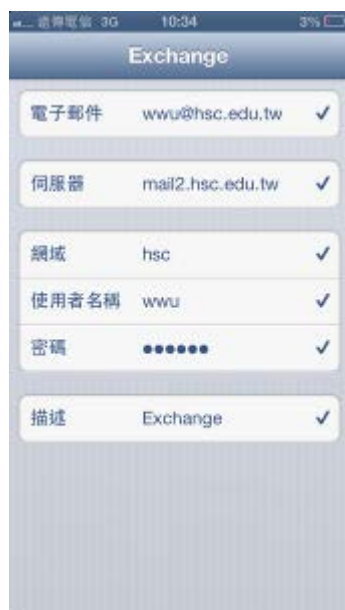 遠傳電信 3G 10:34 3%
Exchange
電子郵件 wwu@hsc.edu.tw
伺服器 mail2.hsc.edu.tw
網域 hsc
使用者名稱 wwu
密碼 ●●●●●●
描述 Exchange